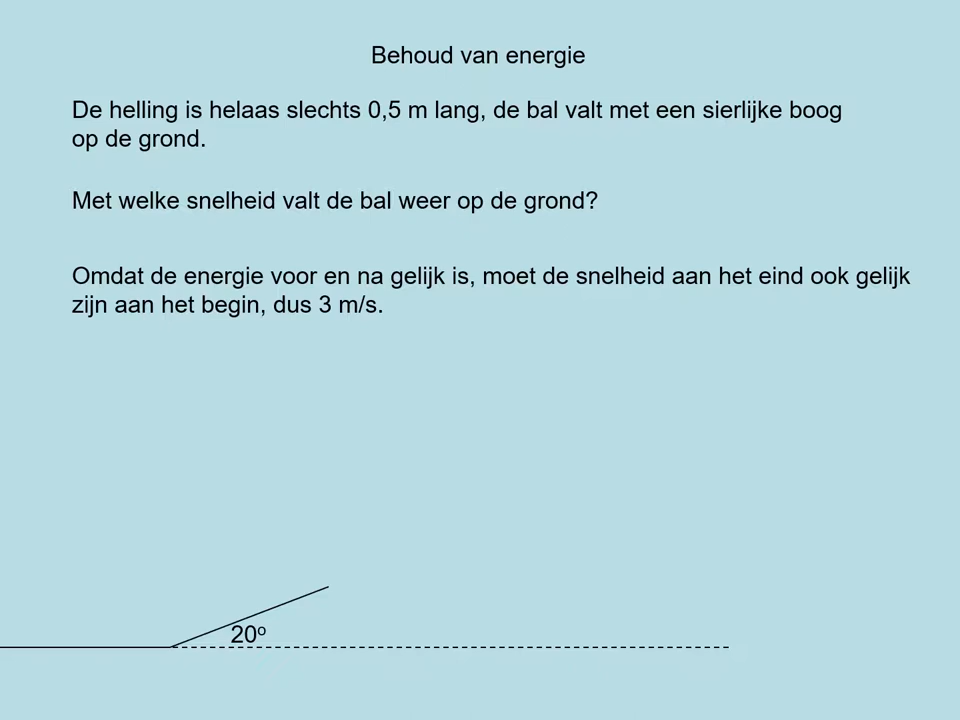 Behoud van energie
De helling is helaas slechts 0,5 m lang, de bal valt met een sierlijke boog
op de grond.
Met welke snelheid valt de bal weer op de grond?
Omdat de energie voor en na gelijk is, moet de snelheid aan het eind ook gelijk
zijn aan het begin, dus 3 m/s.
20º